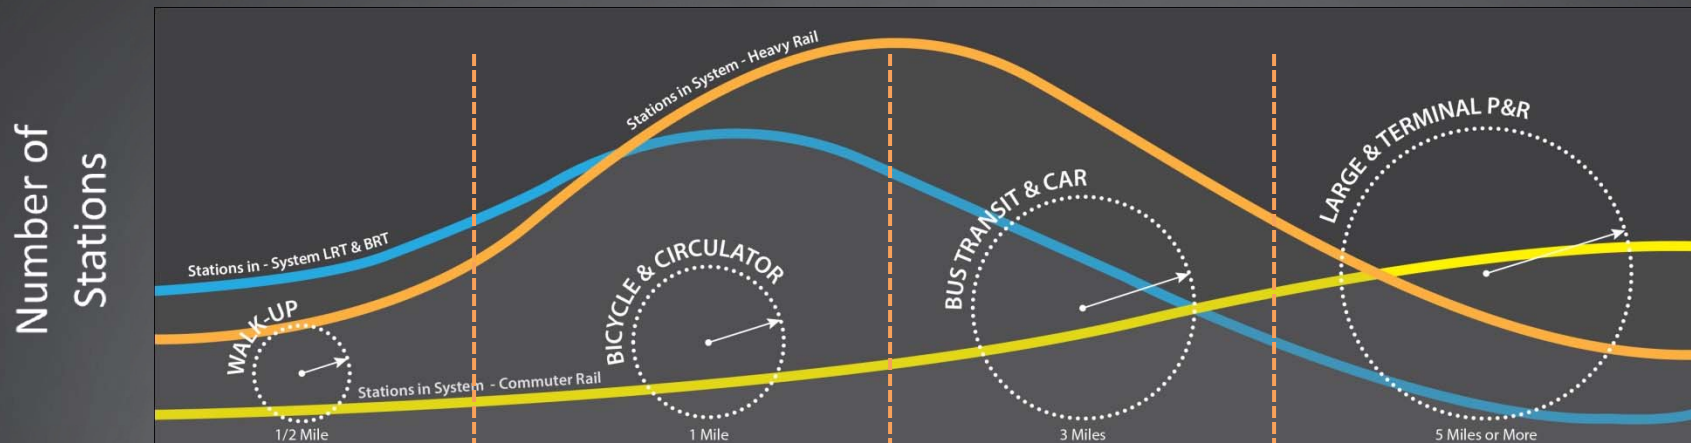 Number of
Stations
Stations in - System LRT & BRT
Stations in System - Heavy Rail
Stations in System - Commuter Rail
WALK-UP
BICYCLE & CIRCULATOR
BUS TRANSIT & CAR
LARGE & TERMINAL P&R
1/2 Mile
1 Mile
3 Miles
5 Miles or More